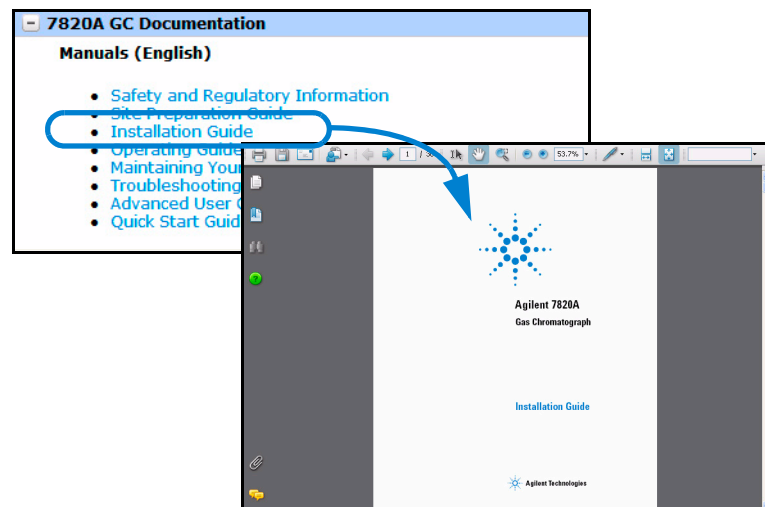 7820A GC Documentation
Manuals (English)
Safety and Regulatory Information
Site Preparation Guide
Installation Guide
Operating Guide
Maintaining Your
Troubleshooting
Advanced User
Quick Start Guid
1 / 36
53.7%
Agilent 7820A
Gas Chromatograph
Installation Guide
Agilent Technologies